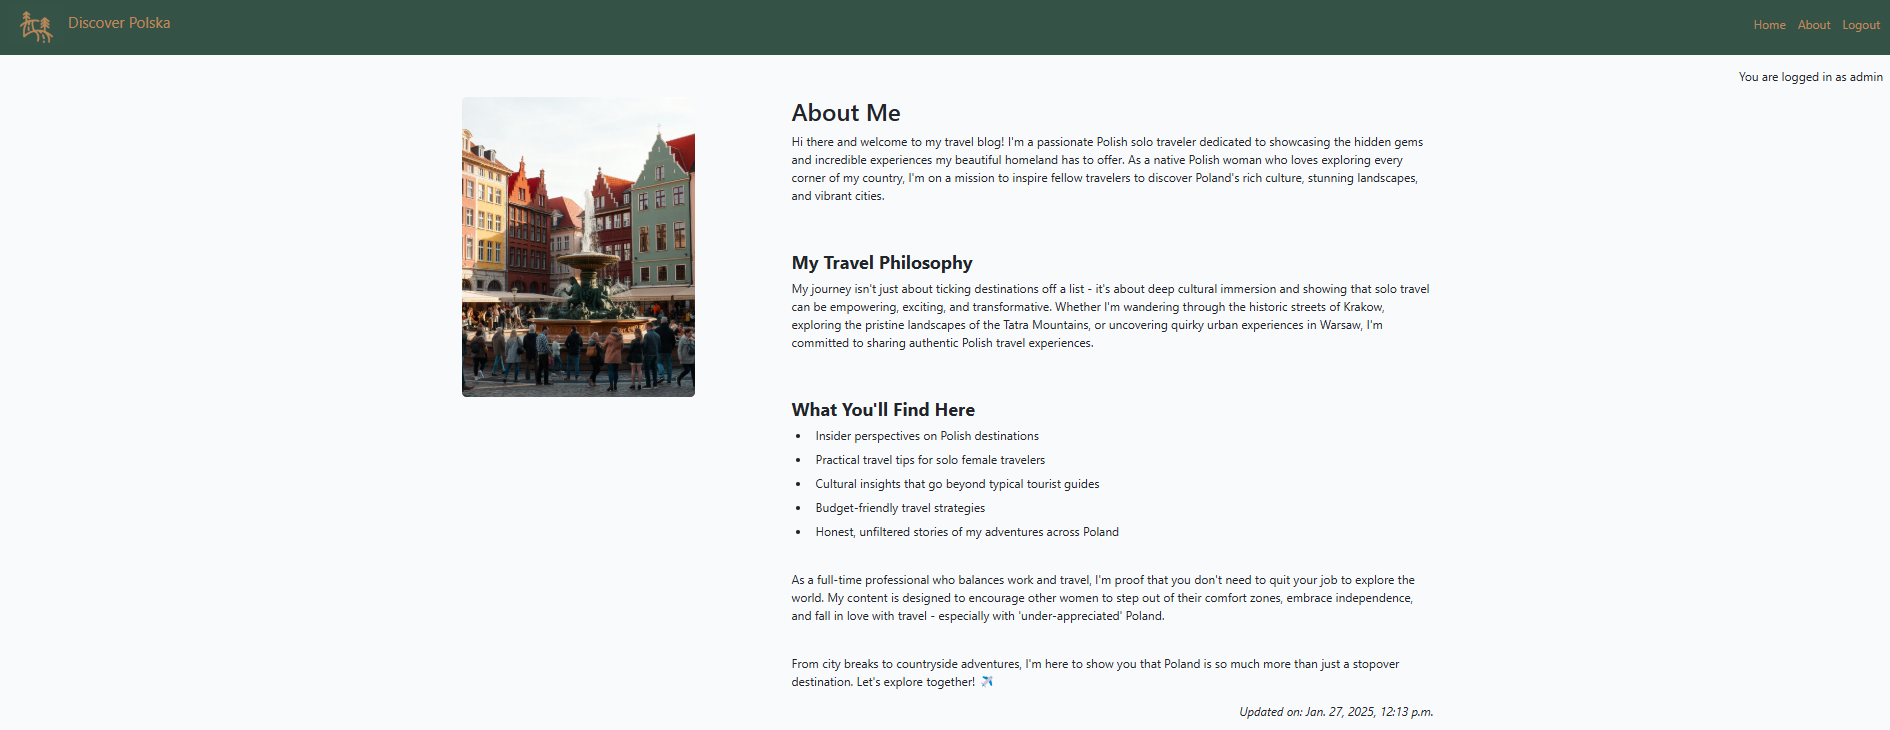 Discover Polska
Home About Logout
You are logged in as admin
About Me
Hi there and welcome to my travel blog! I'm a passionate Polish solo traveler dedicated to showcasing the hidden gems
and incredible experiences my beautiful homeland has to offer. As a native Polish woman who loves exploring every
corner of my country, I'm on a mission to inspire fellow travelers to discover Poland's rich culture, stunning landscapes,
and vibrant cities.
My Travel Philosophy
My journey isn't just about ticking destinations off a list - it's about deep cultural immersion and showing that solo travel
can be empowering, exciting, and transformative. Whether I'm wandering through the historic streets of Krakow,
exploring the pristine landscapes of the Tatra Mountains, or uncovering quirky urban experiences in Warsaw, I'm
committed to sharing authentic Polish travel experiences.
What You'll Find Here
• Insider perspectives on Polish destinations
• Practical travel tips for solo female travelers
• Cultural insights that go beyond typical tourist guides
• Budget-friendly travel strategies
• Honest, unfiltered stories of my adventures across Poland
As a full-time professional who balances work and travel, I'm proof that you don't need to quit your job to explore the
world. My content is designed to encourage other women to step out of their comfort zones, embrace independence,
and fall in love with travel - especially with 'under-appreciated' Poland.
From city breaks to countryside adventures, I'm here to show you that Poland is so much more than just a stopover
destination. Let's explore together! ✈️
Updated on: Jan. 27, 2025, 12:13 p.m.